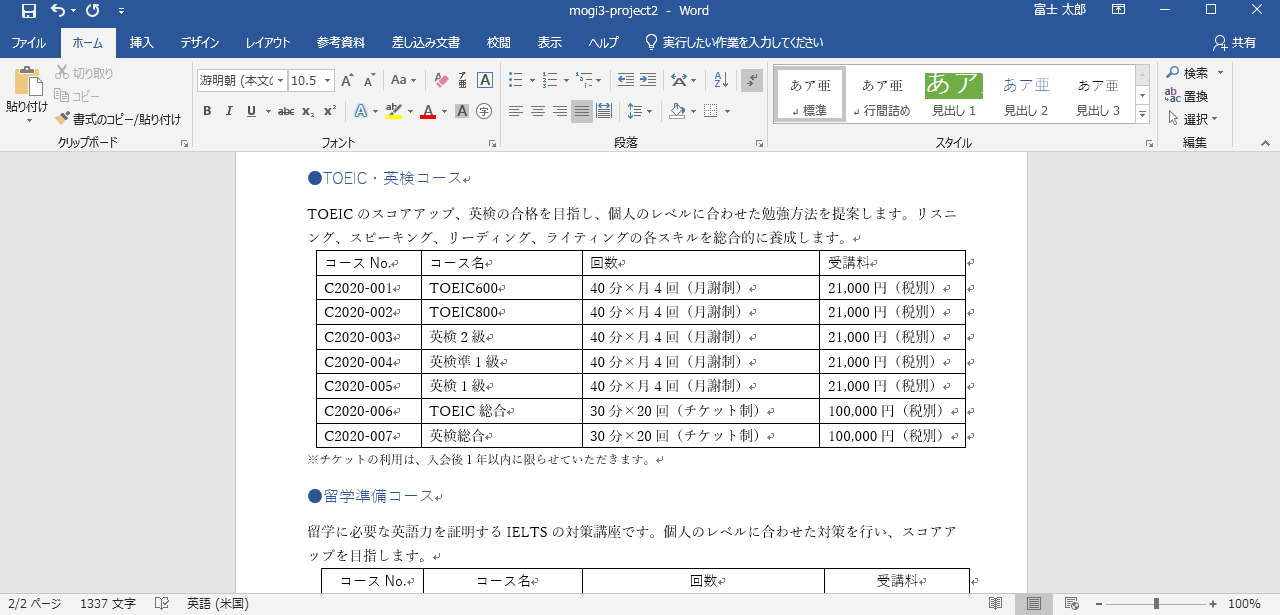 mogi3-project2 - Word
富士 太郎
ファイル ホーム 挿入 デザイン レイアウト 参考資料 差し込み文書 校閲 表示 ヘルプ 実行したい作業を入力してください 共有
貼り付け
切り取り
コピー
書式のコピー/貼り付け
クリップボード
游明朝 (本文の 10.5
フォント
段落
あア亜 あア亜 あア あア亜 あア亜
標準 行間詰め 見出し 1 見出し 2 見出し 3
スタイル
検索
置換
選択
編集
●TOEIC・英検コース
TOEIC のスコアアップ、英検の合格を目指し、個人のレベルに合わせた勉強方法を提案します。リスニ
ング、スピーキング、リーディング、ライティングの各スキルを総合的に養成します。
コース No. コース名 回数 受講料
C2020-001 TOEIC600 40 分×月 4 回（月謝制） 21,000 円（税別）
C2020-002 TOEIC800 40 分×月 4 回（月謝制） 21,000 円（税別）
C2020-003 英検 2 級 40 分×月 4 回（月謝制） 21,000 円（税別）
C2020-004 英検準 1 級 40 分×月 4 回（月謝制） 21,000 円（税別）
C2020-005 英検 1 級 40 分×月 4 回（月謝制） 21,000 円（税別）
C2020-006 TOEIC 総合 30 分×20 回（チケット制） 100,000 円（税別）
C2020-007 英検総合 30 分×20 回（チケット制） 100,000 円（税別）
※チケットの利用は、入会後 1 年以内に限らせていただきます。
●留学準備コース
留学に必要な英語力を証明する IELTS の対策講座です。個人のレベルに合わせた対策を行い、スコアア
ップを目指します。
コース No. コース名 回数 受講料
2/2 ページ 1337 文字 英語 (米国) 100%